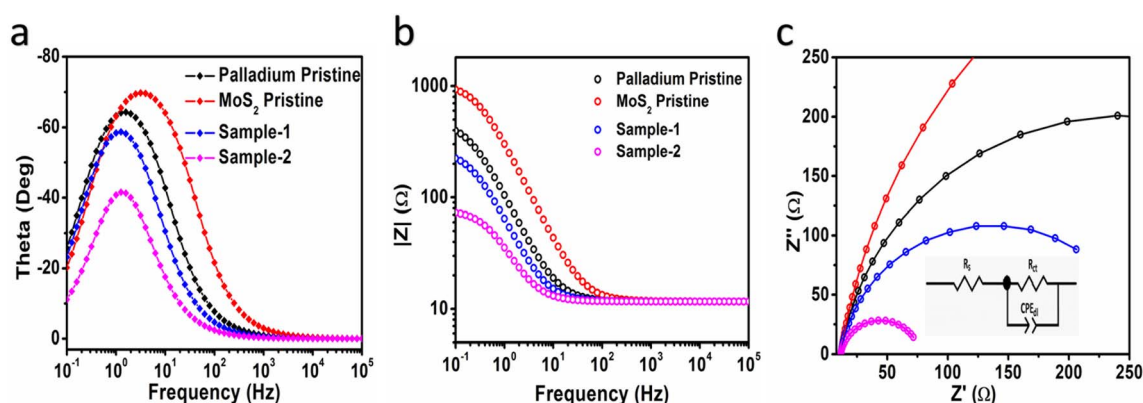 a
-80
-60
-40
-20
0
Theta (Deg)
Palladium Pristine
MoS₂ Pristine
Sample-1
Sample-2
10⁻¹ 10⁰ 10¹ 10² 10³ 10⁴ 10⁵
Frequency (Hz)
b
1000
100
10
|Z| (Ω)
Palladium Pristine
MoS₂ Pristine
Sample-1
Sample-2
10⁻¹ 10⁰ 10¹ 10² 10³ 10⁴ 10⁵
Frequency (Hz)
c
250
200
150
100
50
0
Z'' (Ω)
Rs
Rct
CPEdl
50 100 150 200 250
Z' (Ω)